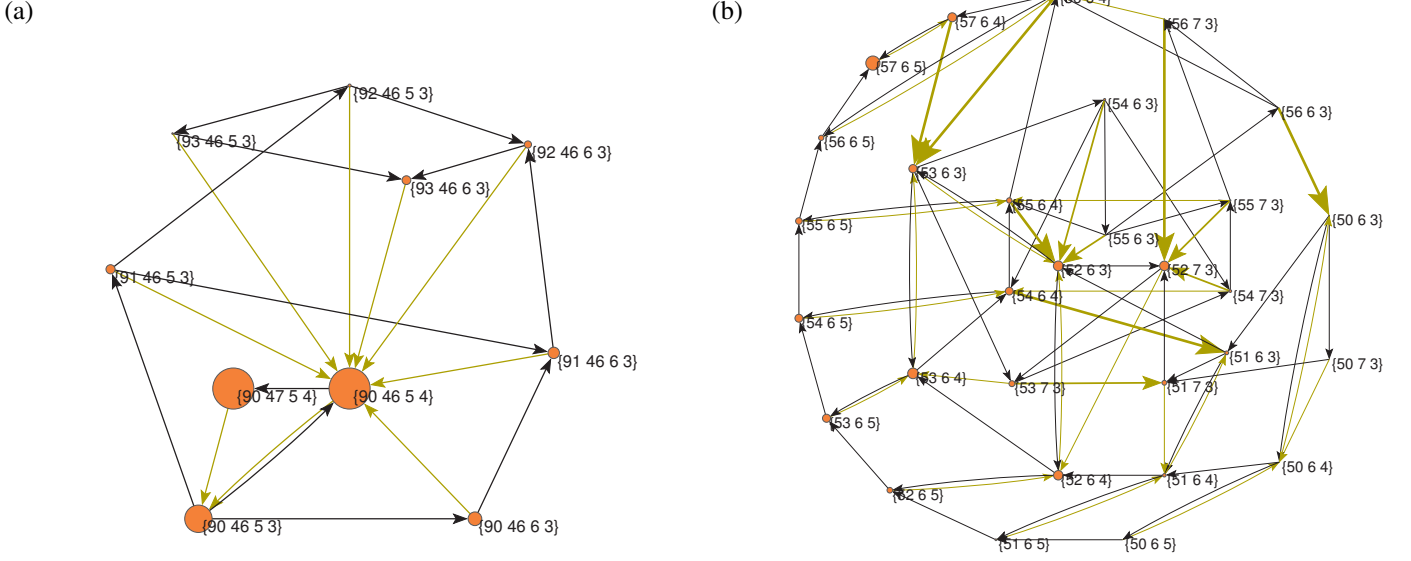 (a)
(b)
{92 46 5 3}
{93 46 5 3}
{92 46 6 3}
{93 46 6 3}
{91 46 5 3}
{91 46 6 3}
{90 47 5 4}
{90 46 5 4}
{90 46 5 3}
{90 46 6 3}
{57 6 4}
{56 7 3}
{57 6 5}
{54 6 3}
{56 6 3}
{56 6 5}
{53 6 3}
{55 6 4}
{55 7 3}
{50 6 3}
{55 6 5}
{55 6 3}
{52 6 3}
{52 7 3}
{54 6 4}
{54 7 3}
{54 6 5}
{51 6 3}
{50 7 3}
{53 6 4}
{53 7 3}
{51 7 3}
{53 6 5}
{50 6 4}
{52 6 4}
{51 6 4}
{52 6 5}
{51 6 5}
{50 6 5}